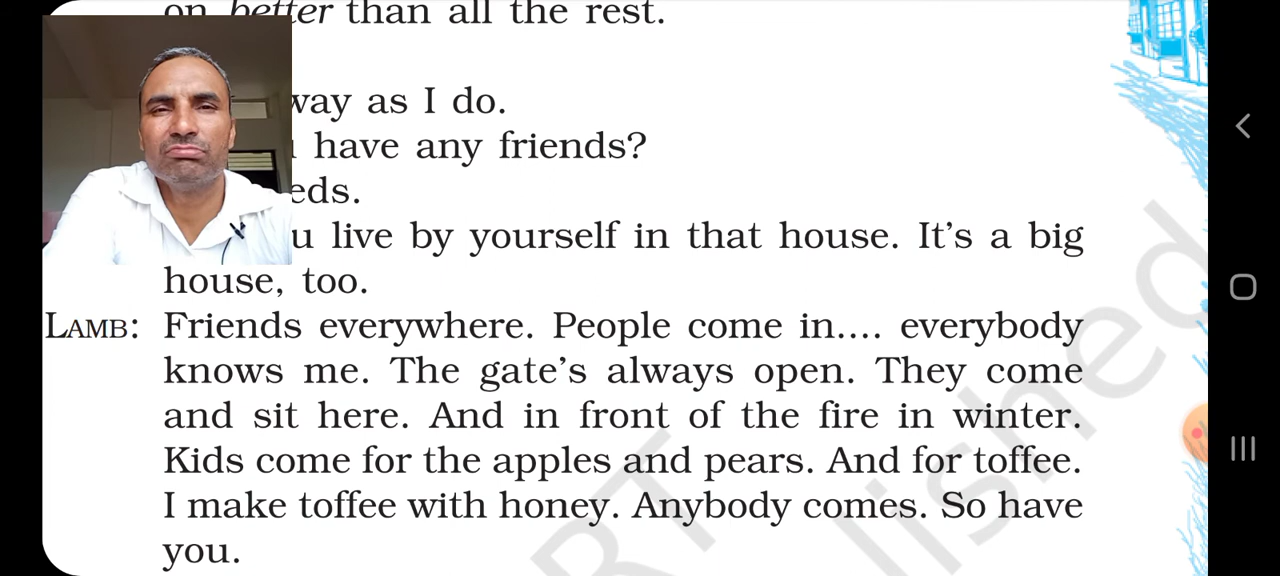 on better than all the rest.
way as I do.
have any friends?
eds.
u live by yourself in that house. It's a big
house, too.
LAMB: Friends everywhere. People come in.... everybody
knows me. The gate's always open. They come
and sit here. And in front of the fire in winter.
Kids come for the apples and pears. And for toffee.
I make toffee with honey. Anybody comes. So have
you.